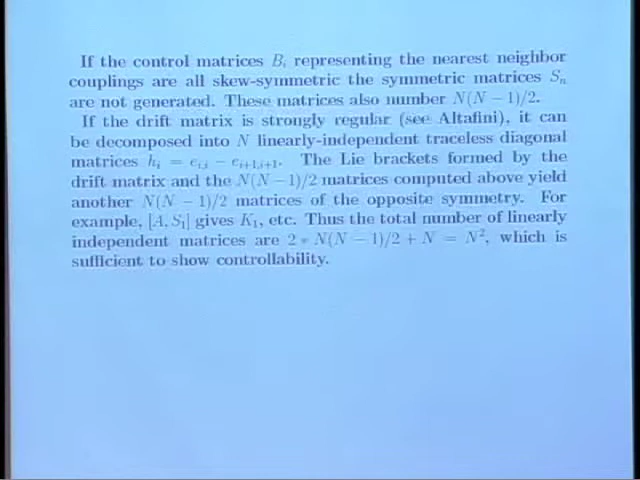 If the control matrices B_i representing the nearest neighbor
couplings are all skew-symmetric the symmetric matrices S_n
are not generated. These matrices also number N(N − 1)/2.
If the drift matrix is strongly regular (see Altafini), it can
be decomposed into N linearly-independent traceless diagonal
matrices h_i = e_{i,i} − e_{i+1,i+1}. The Lie brackets formed by the
drift matrix and the N(N − 1)/2 matrices computed above yield
another N(N − 1)/2 matrices of the opposite symmetry. For
example, [A, S_1] gives K_1, etc. Thus the total number of linearly
independent matrices are 2 * N(N − 1)/2 + N = N^2, which is
sufficient to show controllability.